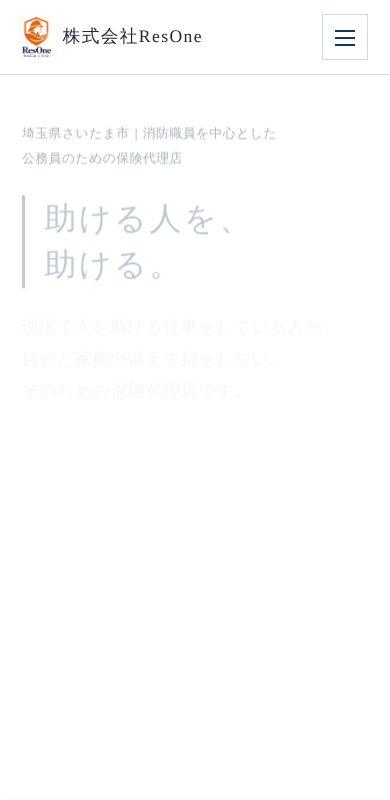 ResOne
株式会社ResOne
埼玉県さいたま市｜消防職員を中心とした
公務員のための保険代理店
助ける人を、
助ける。
現場で人を助ける仕事をしている人が、
自分と家族の備えで損をしない。
そのための保険代理店です。